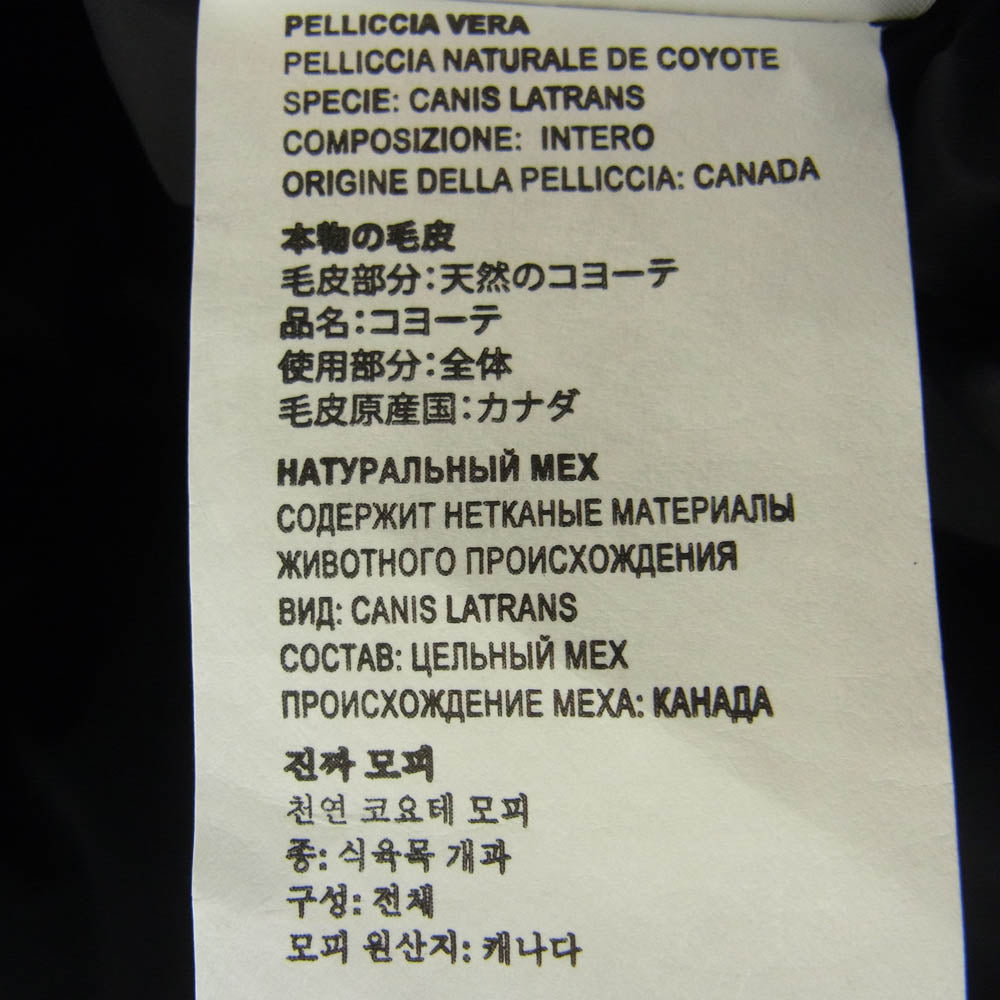 PELLICCIA VERA
PELLICCIA NATURALE DE COYOTE
SPECIE: CANIS LATRANS
COMPOSIZIONE: INTERO
ORIGINE DELLA PELLICCIA: CANADA
本物の毛皮
毛皮部分:天然のコヨーテ
品名:コヨーテ
使用部分:全体
毛皮原産国:カナダ
НАТУРАЛЬНЫЙ МЕХ
СОДЕРЖИТ НЕТКАНЫЕ МАТЕРИАЛЫ
ЖИВОТНОГО ПРОИСХОЖДЕНИЯ
ВИД: CANIS LATRANS
СОСТАВ: ЦЕЛЬНЫЙ МЕХ
ПРОИСХОЖДЕНИЕ МЕХА: КАНАДА
진짜 모피
천연 코요테 모피
종: 식육목 개과
구성: 전체
모피 원산지: 캐나다